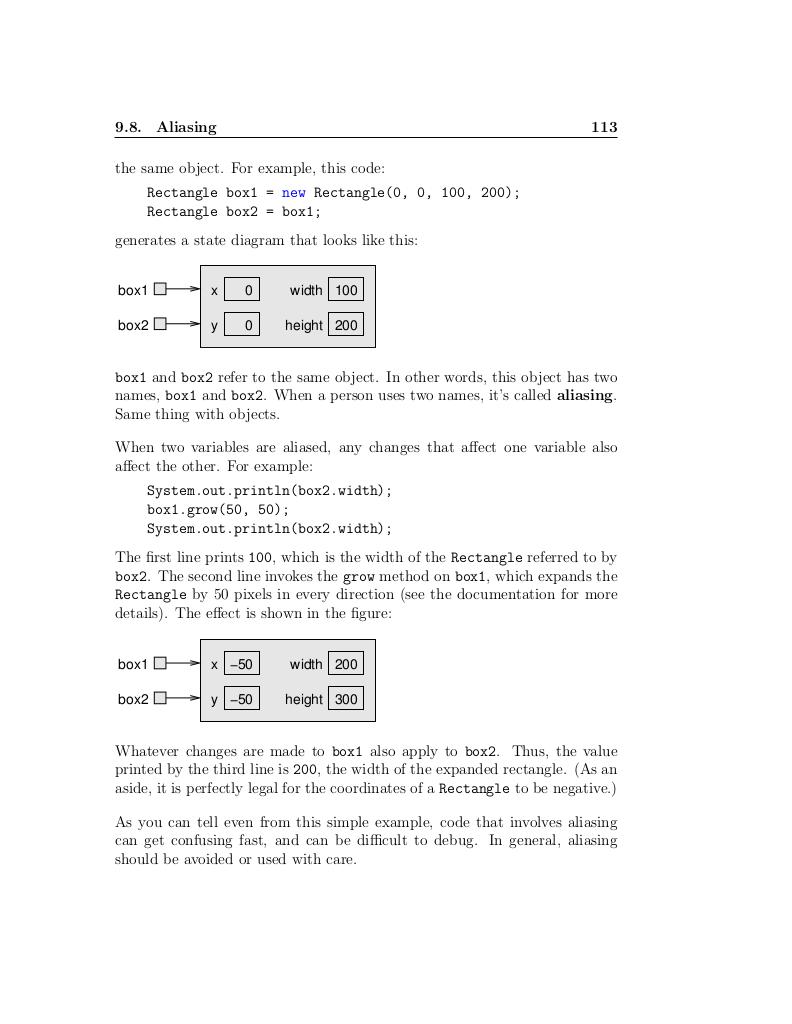 9.8. Aliasing 113
the same object. For example, this code:
Rectangle box1 = new Rectangle(0, 0, 100, 200);
Rectangle box2 = box1;
generates a state diagram that looks like this:
box1 x 0 width 100
box2 y 0 height 200
box1 and box2 refer to the same object. In other words, this object has two
names, box1 and box2. When a person uses two names, it's called aliasing.
Same thing with objects.
When two variables are aliased, any changes that affect one variable also
affect the other. For example:
System.out.println(box2.width);
box1.grow(50, 50);
System.out.println(box2.width);
The first line prints 100, which is the width of the Rectangle referred to by
box2. The second line invokes the grow method on box1, which expands the
Rectangle by 50 pixels in every direction (see the documentation for more
details). The effect is shown in the figure:
box1 x −50 width 200
box2 y −50 height 300
Whatever changes are made to box1 also apply to box2. Thus, the value
printed by the third line is 200, the width of the expanded rectangle. (As an
aside, it is perfectly legal for the coordinates of a Rectangle to be negative.)
As you can tell even from this simple example, code that involves aliasing
can get confusing fast, and can be difficult to debug. In general, aliasing
should be avoided or used with care.